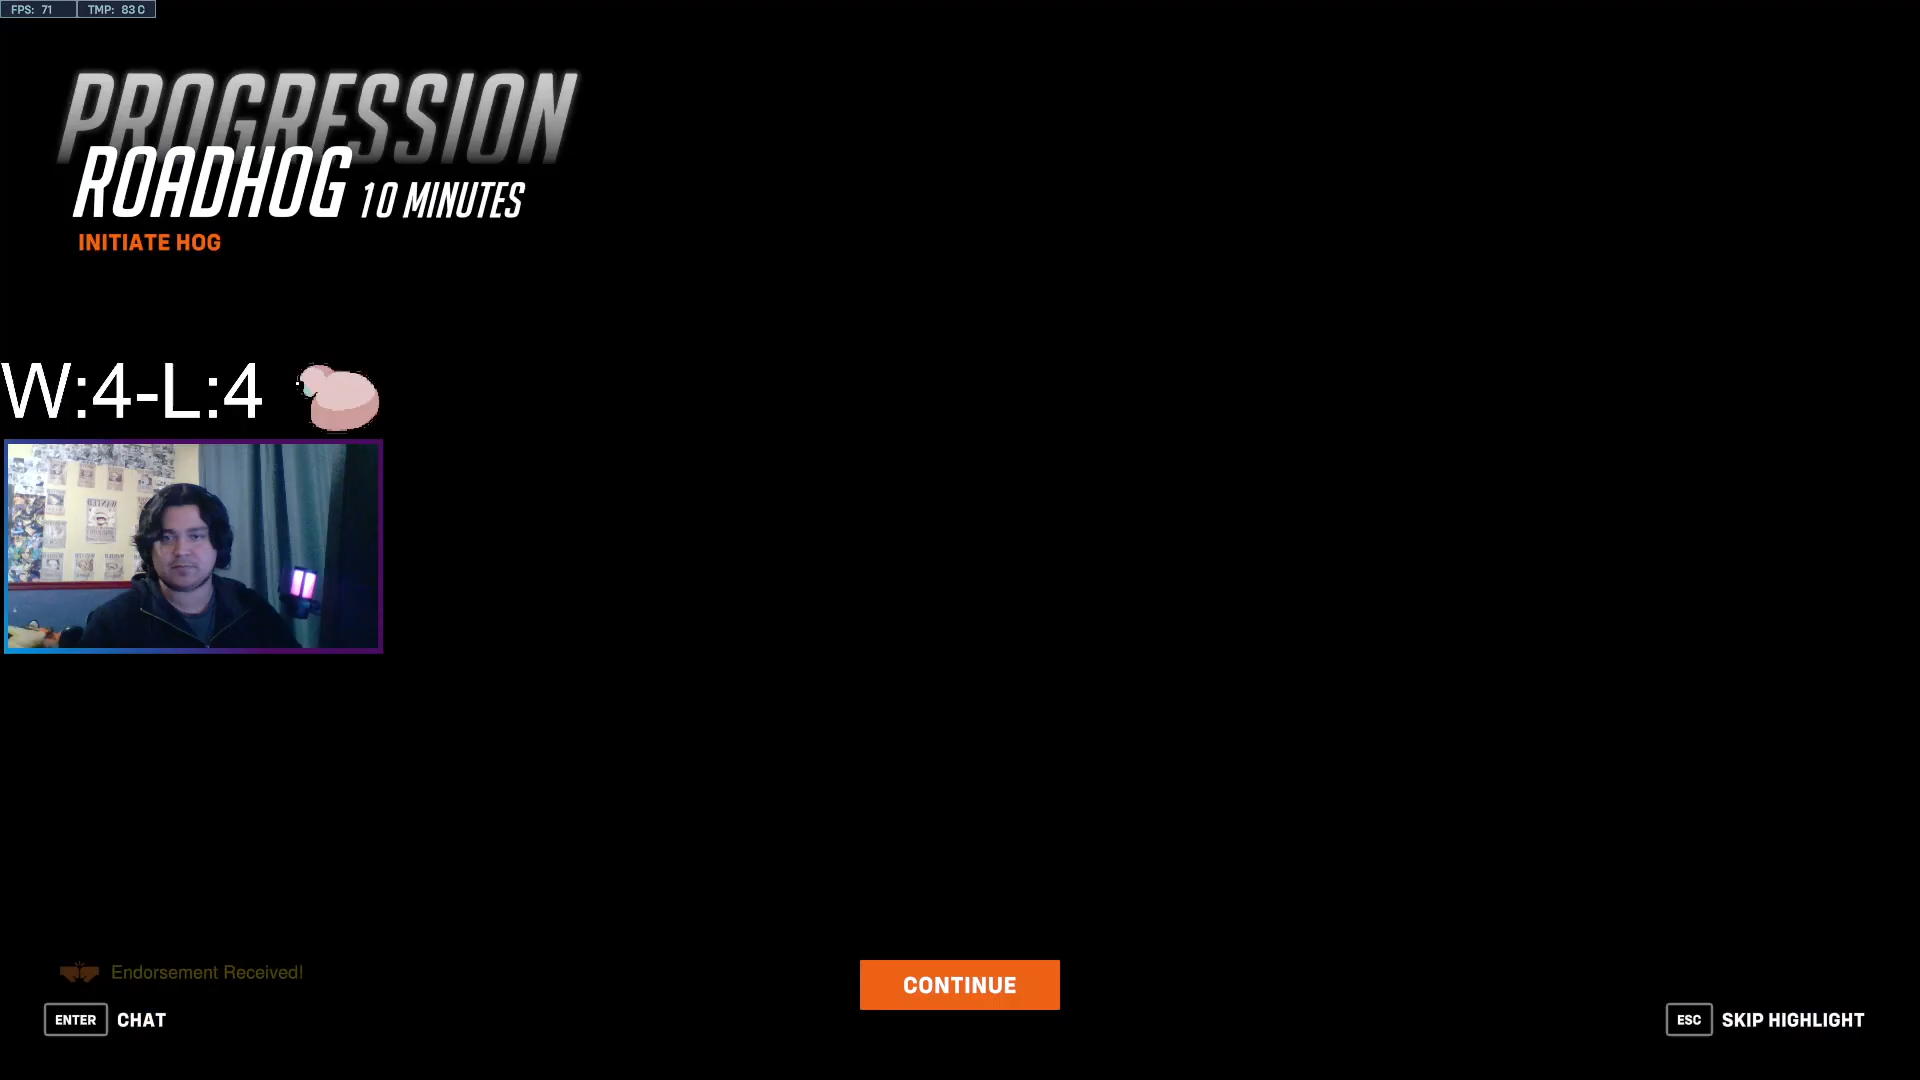 FPS: 71 TMP: 83 C
PROGRESSION
ROADHOG 10 MINUTES
INITIATE HOG
W:4-L:4
WANTED
Endorsement Received!
CONTINUE
ENTER CHAT
ESC SKIP HIGHLIGHT